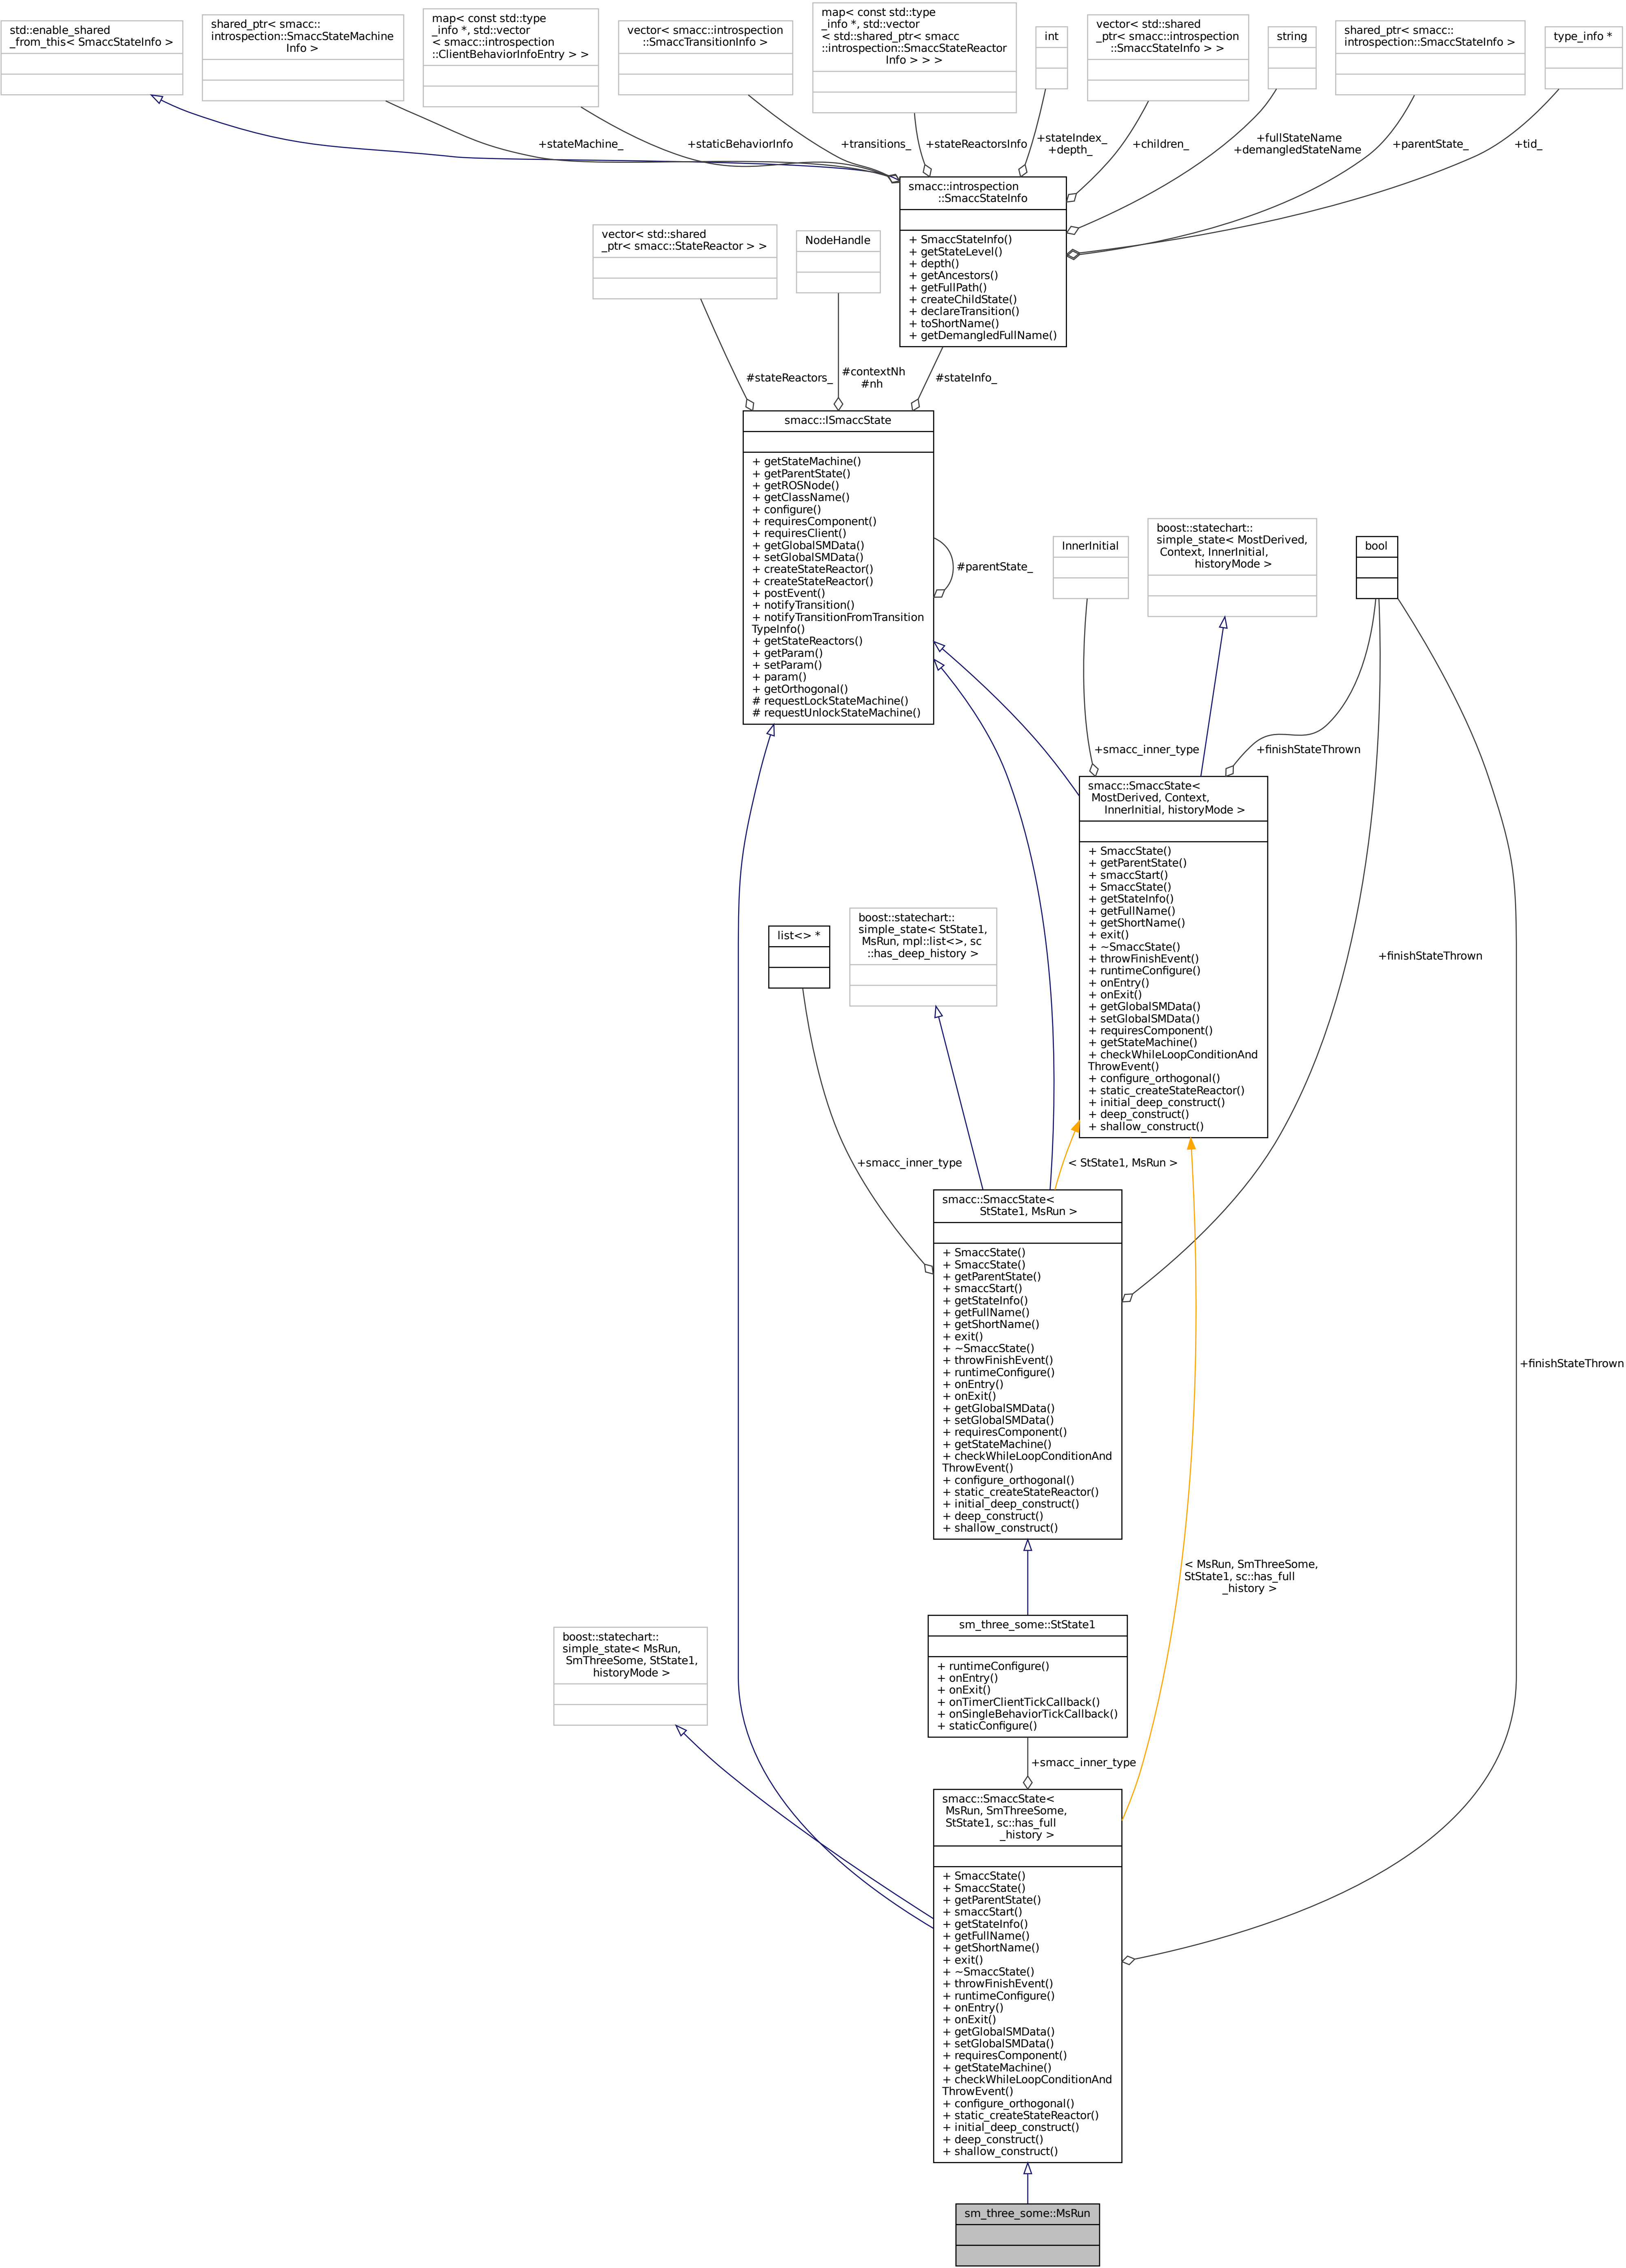 std::enable_shared
_from_this< SmaccStateInfo >
shared_ptr< smacc::
introspection::SmaccStateMachine
Info >
map< const std::type
_info *, std::vector
< smacc::introspection
::ClientBehaviorInfoEntry > >
vector< smacc::introspection
::SmaccTransitionInfo >
map< const std::type
_info *, std::vector
< std::shared_ptr< smacc
::introspection::SmaccStateReactor
Info > > >
int
vector< std::shared
_ptr< smacc::introspection
::SmaccStateInfo > >
string
shared_ptr< smacc::
introspection::SmaccStateInfo >
type_info *
+stateMachine_
+staticBehaviorInfo
+transitions_
+stateReactorsInfo
+stateIndex_
+depth_
+children_
+fullStateName
+demangledStateName
+parentState_
+tid_
smacc::introspection
::SmaccStateInfo
+ SmaccStateInfo()
+ getStateLevel()
+ depth()
+ getAncestors()
+ getFullPath()
+ createChildState()
+ declareTransition()
+ toShortName()
+ getDemangledFullName()
vector< std::shared
_ptr< smacc::StateReactor > >
NodeHandle
#stateReactors_
#contextNh
#nh
#stateInfo_
smacc::ISmaccState
+ getStateMachine()
+ getParentState()
+ getROSNode()
+ getClassName()
+ configure()
+ requiresComponent()
+ requiresClient()
+ getGlobalSMData()
+ setGlobalSMData()
+ createStateReactor()
+ createStateReactor()
+ postEvent()
+ notifyTransition()
+ notifyTransitionFromTransition
TypeInfo()
+ getStateReactors()
+ getParam()
+ setParam()
+ param()
+ getOrthogonal()
# requestLockStateMachine()
# requestUnlockStateMachine()
#parentState_
InnerInitial
boost::statechart::
simple_state< MostDerived,
Context, InnerInitial,
historyMode >
bool
+smacc_inner_type
+finishStateThrown
smacc::SmaccState<
MostDerived, Context,
InnerInitial, historyMode >
+ SmaccState()
+ getParentState()
+ smaccStart()
+ SmaccState()
+ getStateInfo()
+ getFullName()
+ getShortName()
+ exit()
+ ~SmaccState()
+ throwFinishEvent()
+ runtimeConfigure()
+ onEntry()
+ onExit()
+ getGlobalSMData()
+ setGlobalSMData()
+ requiresComponent()
+ getStateMachine()
+ checkWhileLoopConditionAnd
ThrowEvent()
+ configure_orthogonal()
+ static_createStateReactor()
+ initial_deep_construct()
+ deep_construct()
+ shallow_construct()
list<> *
boost::statechart::
simple_state< StState1,
MsRun, mpl::list<>, sc
::has_deep_history >
+finishStateThrown
+smacc_inner_type
< StState1, MsRun >
smacc::SmaccState<
StState1, MsRun >
+ SmaccState()
+ SmaccState()
+ getParentState()
+ smaccStart()
+ getStateInfo()
+ getFullName()
+ getShortName()
+ exit()
+ ~SmaccState()
+ throwFinishEvent()
+ runtimeConfigure()
+ onEntry()
+ onExit()
+ getGlobalSMData()
+ setGlobalSMData()
+ requiresComponent()
+ getStateMachine()
+ checkWhileLoopConditionAnd
ThrowEvent()
+ configure_orthogonal()
+ static_createStateReactor()
+ initial_deep_construct()
+ deep_construct()
+ shallow_construct()
+finishStateThrown
< MsRun, SmThreeSome,
StState1, sc::has_full
_history >
sm_three_some::StState1
+ runtimeConfigure()
+ onEntry()
+ onExit()
+ onTimerClientTickCallback()
+ onSingleBehaviorTickCallback()
+ staticConfigure()
boost::statechart::
simple_state< MsRun,
SmThreeSome, StState1,
historyMode >
+smacc_inner_type
smacc::SmaccState<
MsRun, SmThreeSome,
StState1, sc::has_full
_history >
+ SmaccState()
+ SmaccState()
+ getParentState()
+ smaccStart()
+ getStateInfo()
+ getFullName()
+ getShortName()
+ exit()
+ ~SmaccState()
+ throwFinishEvent()
+ runtimeConfigure()
+ onEntry()
+ onExit()
+ getGlobalSMData()
+ setGlobalSMData()
+ requiresComponent()
+ getStateMachine()
+ checkWhileLoopConditionAnd
ThrowEvent()
+ configure_orthogonal()
+ static_createStateReactor()
+ initial_deep_construct()
+ deep_construct()
+ shallow_construct()
sm_three_some::MsRun